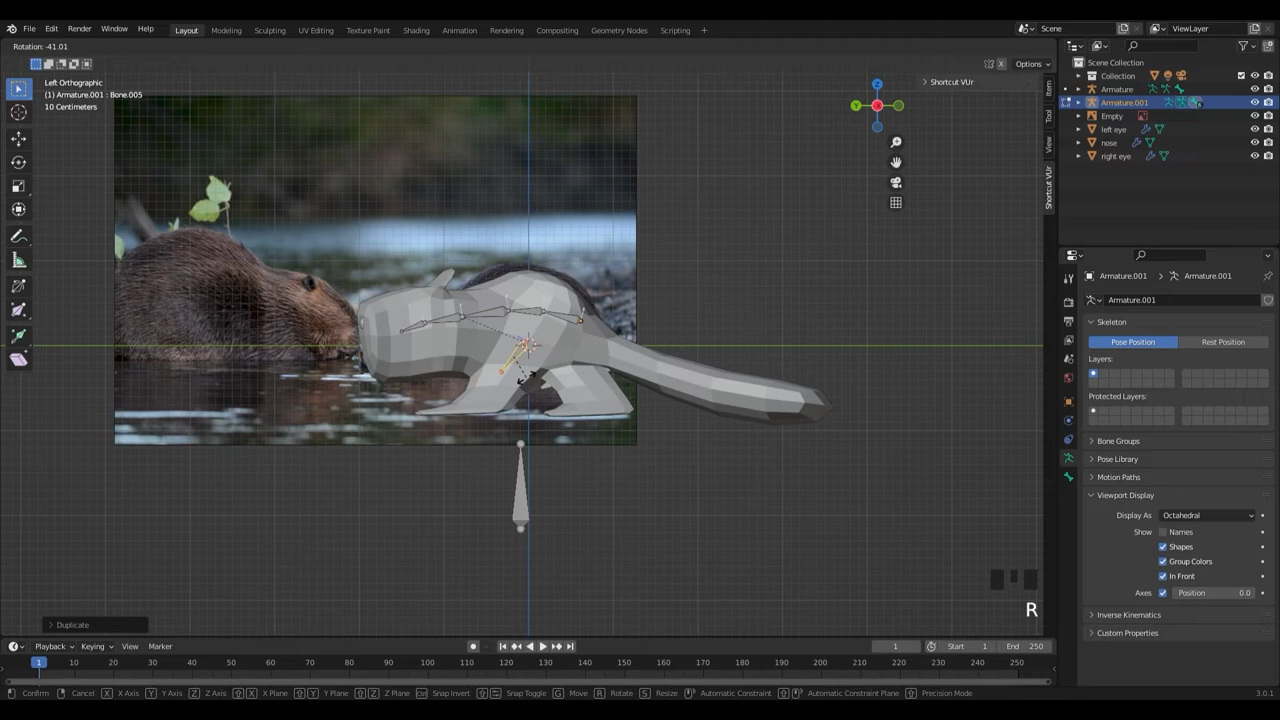 File Edit Render Window Help
Layout Modeling Sculpting UV Editing Texture Paint Shading Animation Rendering Compositing Geometry Nodes Scripting
Scene
ViewLayer
Rotation: -41.01
Options
X
Left Orthographic
(1) Armature.001 : Bone.005
10 Centimeters
Shortcut VUr
Item
Tool
View
Shortcut VUr
Z
Y
X
Scene Collection
Collection
Armature
Armature.001
Empty
left eye
nose
right eye
Armature.001 Armature.001
Armature.001
Skeleton
Pose Position Rest Position
Layers:
Protected Layers:
Bone Groups
Pose Library
Motion Paths
Viewport Display
Display As Octahedral
Show Names
Shapes
Group Colors
In Front
Axes Position 0.0
Inverse Kinematics
Custom Properties
R
Duplicate
Playback Keying View Marker
1 Start 1 End 250
1 10 20 30 40 50 60 70 80 90 100 110 120 130 140 150 160 170 180 190 200 210 220 230 240 250
Confirm Cancel X X Axis Y Y Axis Z Z Axis X X Plane Y Y Plane Z Z Plane Snap Invert Snap Toggle G Move R Rotate S Resize Automatic Constraint Automatic Constraint Plane Precision Mode
3.0.1